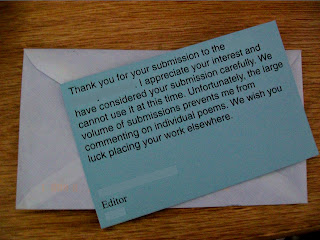 Thank you for your submission to the
. I appreciate your interest and
have considered your submission carefully. We
cannot use it at this time. Unfortunately, the large
volume of submissions prevents me from
commenting on individual poems. We wish you
luck placing your work elsewhere.
Editor